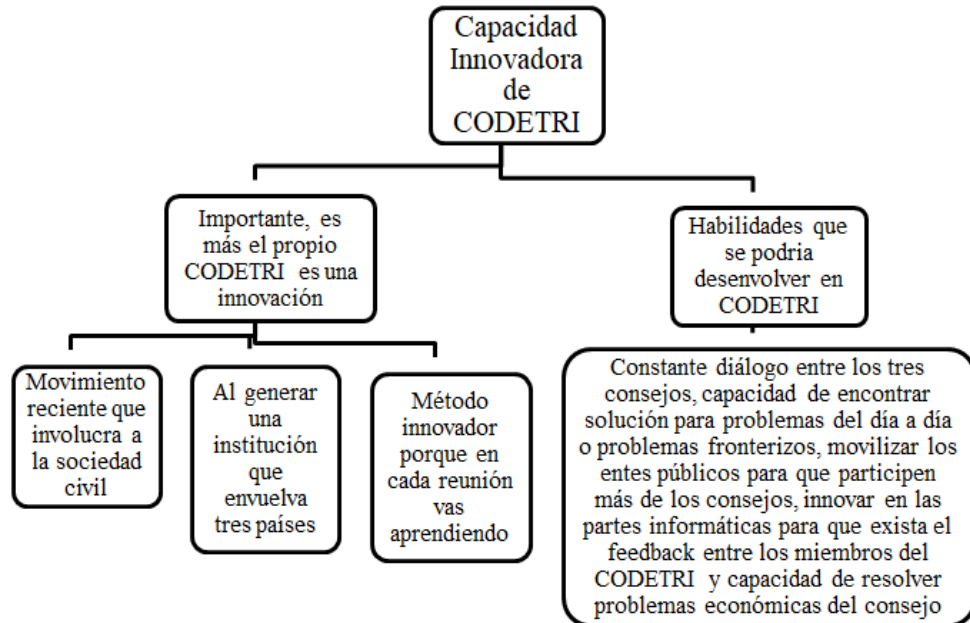 Capacidad
Innovadora
de
CODETRI
Importante, es
más el propio
CODETRI es una
innovación
Habilidades que
se podria
desenvolver en
CODETRI
Movimiento
reciente que
involucra a
la sociedad
civil
Al generar
una
institución
que
envuelva
tres países
Método
innovador
porque en
cada reunión
vas
aprendiendo
Constante diálogo entre los tres
consejos, capacidad de encontrar
solución para problemas del día a día
o problemas fronterizos, movilizar los
entes públicos para que participen
más de los consejos, innovar en las
partes informáticas para que exista el
feedback entre los miembros del
CODETRI y capacidad de resolver
problemas económicas del consejo